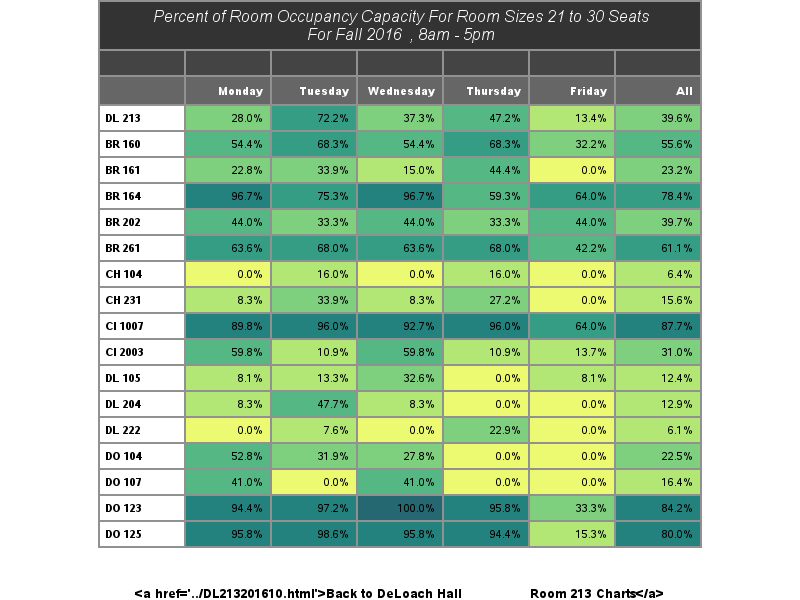 Percent of Room Occupancy Capacity For Room Sizes 21 to 30 Seats
For Fall 2016 , 8am - 5pm
Monday Tuesday Wednesday Thursday Friday All
DL 213 28.0% 72.2% 37.3% 47.2% 13.4% 39.6%
BR 160 54.4% 68.3% 54.4% 68.3% 32.2% 55.6%
BR 161 22.8% 33.9% 15.0% 44.4% 0.0% 23.2%
BR 164 96.7% 75.3% 96.7% 59.3% 64.0% 78.4%
BR 202 44.0% 33.3% 44.0% 33.3% 44.0% 39.7%
BR 261 63.6% 68.0% 63.6% 68.0% 42.2% 61.1%
CH 104 0.0% 16.0% 0.0% 16.0% 0.0% 6.4%
CH 231 8.3% 33.9% 8.3% 27.2% 0.0% 15.6%
CI 1007 89.8% 96.0% 92.7% 96.0% 64.0% 87.7%
CI 2003 59.8% 10.9% 59.8% 10.9% 13.7% 31.0%
DL 105 8.1% 13.3% 32.6% 0.0% 8.1% 12.4%
DL 204 8.3% 47.7% 8.3% 0.0% 0.0% 12.9%
DL 222 0.0% 7.6% 0.0% 22.9% 0.0% 6.1%
DO 104 52.8% 31.9% 27.8% 0.0% 0.0% 22.5%
DO 107 41.0% 0.0% 41.0% 0.0% 0.0% 16.4%
DO 123 94.4% 97.2% 100.0% 95.8% 33.3% 84.2%
DO 125 95.8% 98.6% 95.8% 94.4% 15.3% 80.0%
<a href='../DL213201610.html'>Back to DeLoach Hall Room 213 Charts</a>